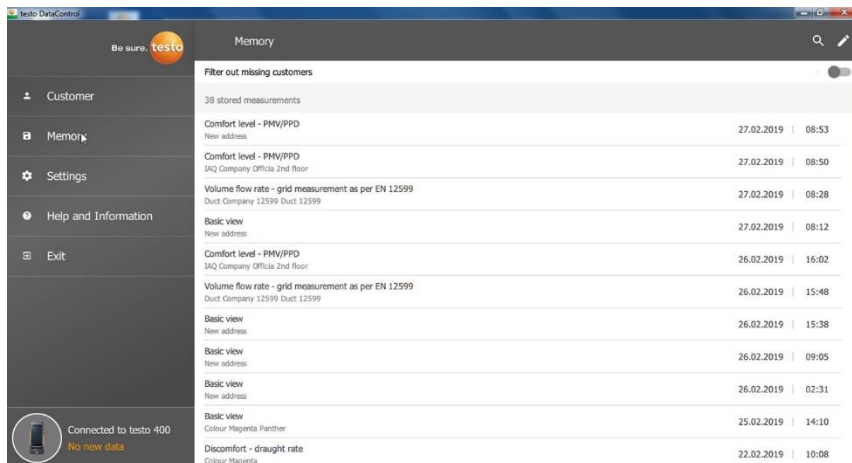 testo DataControl
Be sure. testo
Memory
Customer
Memory
Settings
Help and Information
Exit
Connected to testo 400
No new data
Filter out missing customers
38 stored measurements
Comfort level - PMV/PPD
New address
27.02.2019 | 08:53
Comfort level - PMV/PPD
IAQ Company Officia 2nd floor
27.02.2019 | 08:50
Volume flow rate - grid measurement as per EN 12599
Duct Company 12599 Duct 12599
27.02.2019 | 08:28
Basic view
New address
27.02.2019 | 08:12
Comfort level - PMV/PPD
IAQ Company Officia 2nd floor
26.02.2019 | 16:02
Volume flow rate - grid measurement as per EN 12599
Duct Company 12599 Duct 12599
26.02.2019 | 15:48
Basic view
New address
26.02.2019 | 15:38
Basic view
New address
26.02.2019 | 09:05
Basic view
New address
26.02.2019 | 02:31
Basic view
Colour Magenta Panther
25.02.2019 | 14:10
Discomfort - draught rate
Colour Magenta
22.02.2019 | 10:08